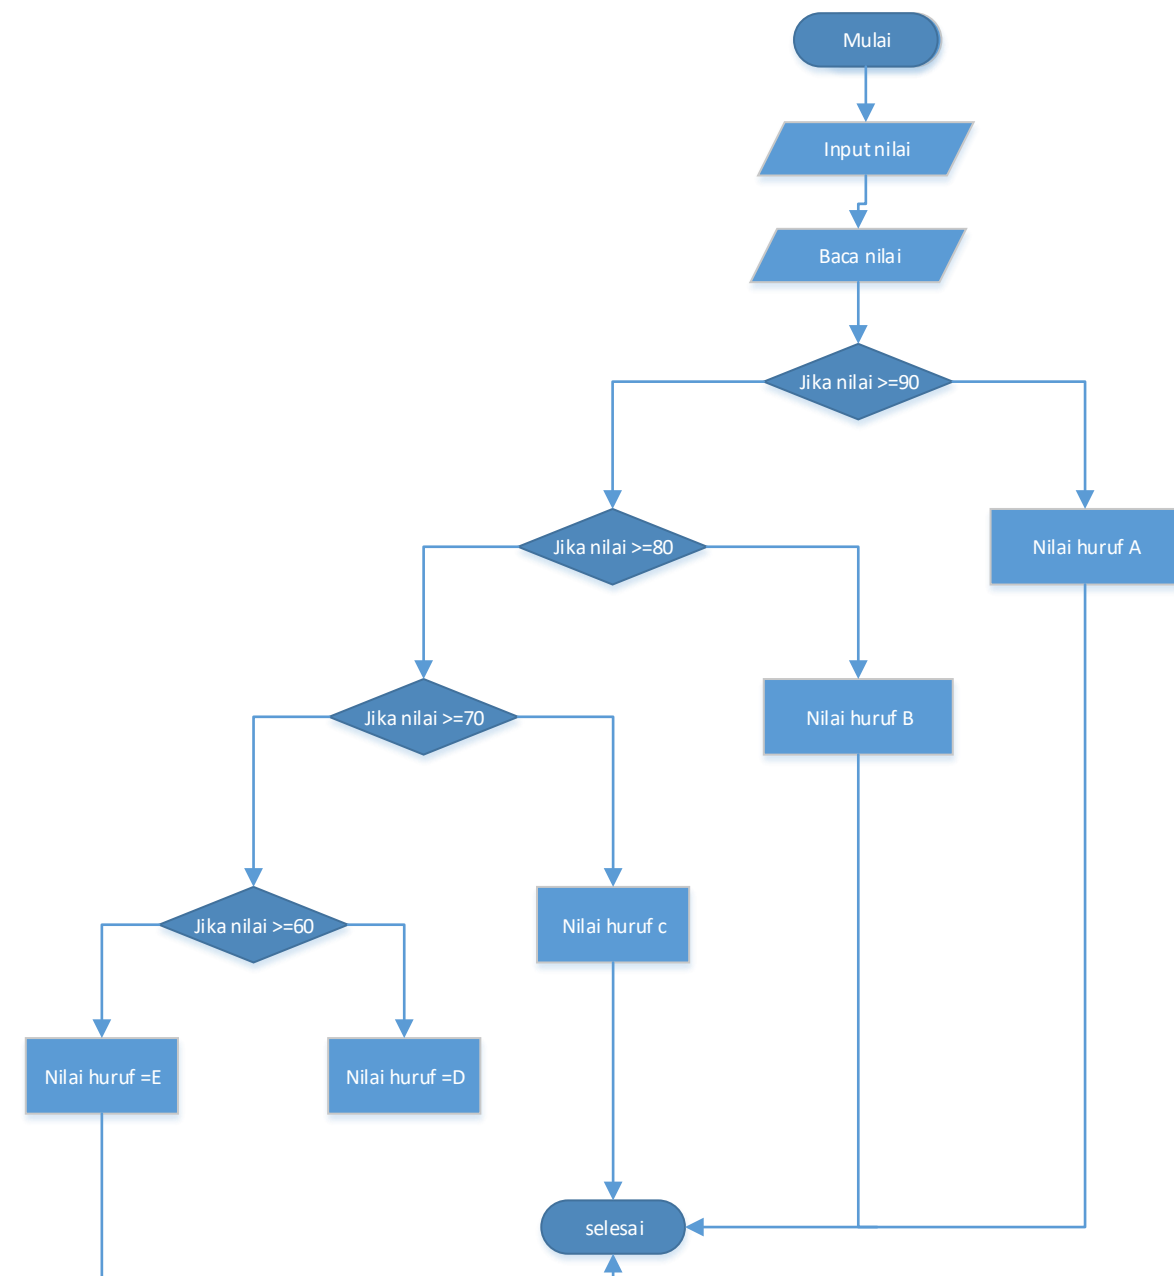 Mulai
Input nilai
Baca nilai
Jika nilai >=90
Jika nilai >=80
Nilai huruf A
Jika nilai >=70
Nilai huruf B
Jika nilai >=60
Nilai huruf c
Nilai huruf =E
Nilai huruf =D
selesai